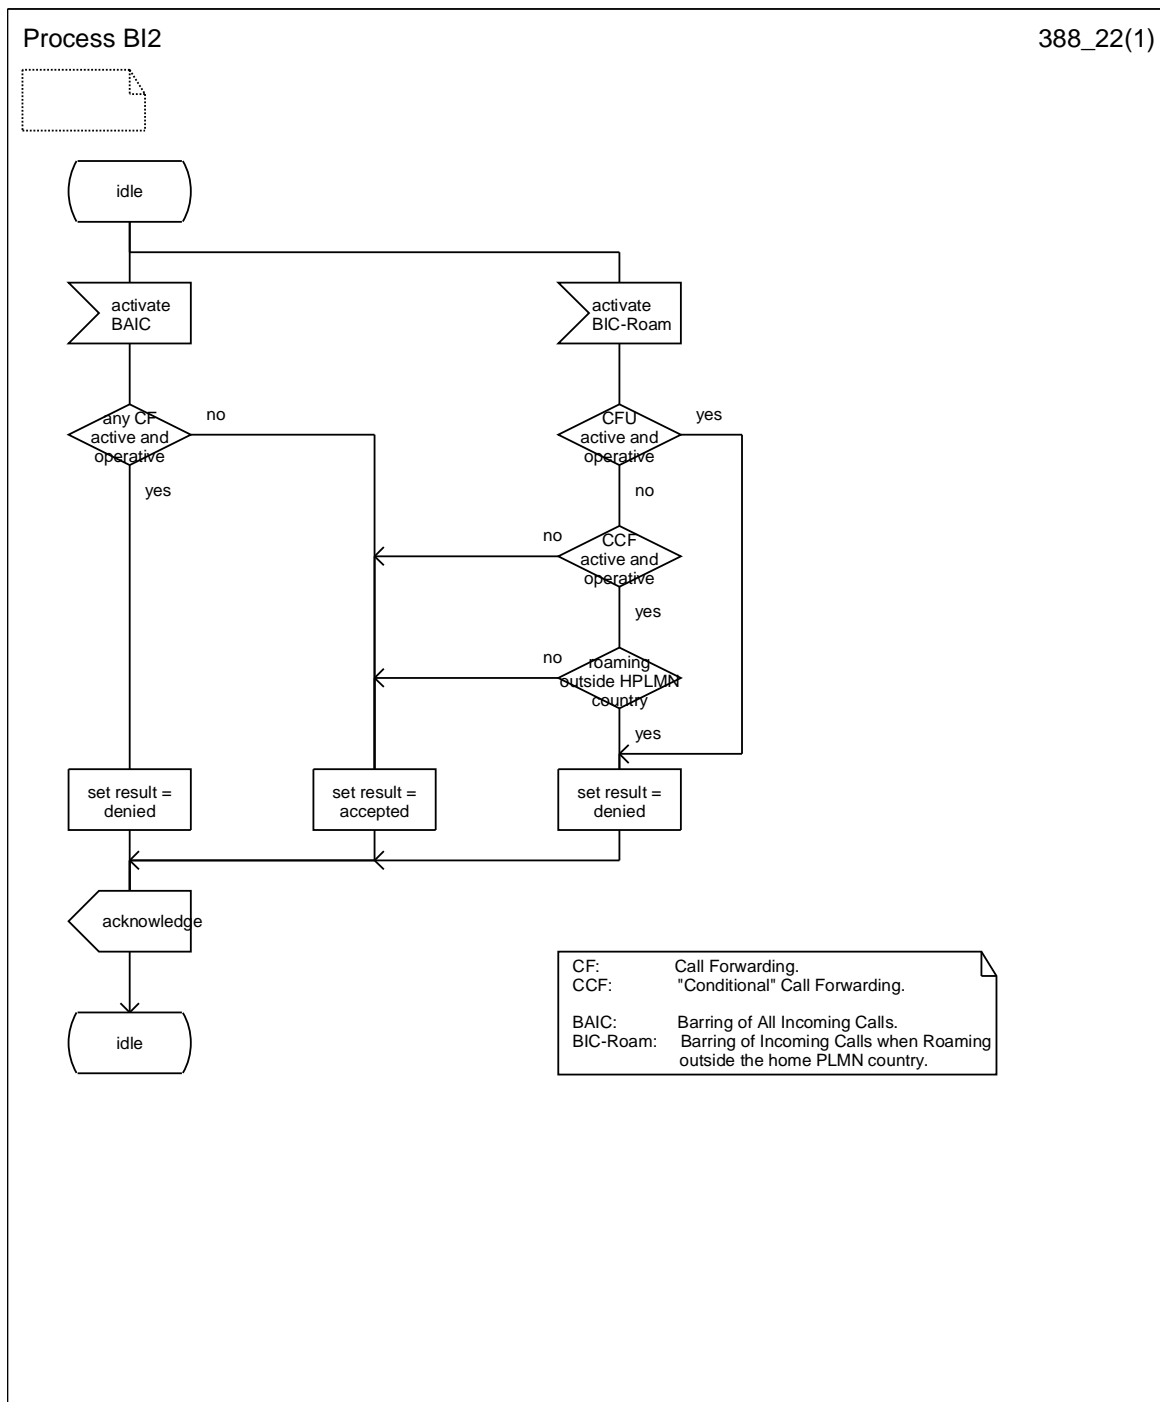 Process BI2
388_22(1)
idle
activate
BAIC
activate
BIC-Roam
any CF
active and
operative
no
yes
CFU
active and
operative
yes
no
no
CCF
active and
operative
yes
no
roaming
outside HPLMN
country
yes
set result =
denied
set result =
accepted
set result =
denied
acknowledge
idle
CF: Call Forwarding.
CCF: "Conditional" Call Forwarding.
BAIC: Barring of All Incoming Calls.
BIC-Roam: Barring of Incoming Calls when Roaming
outside the home PLMN country.